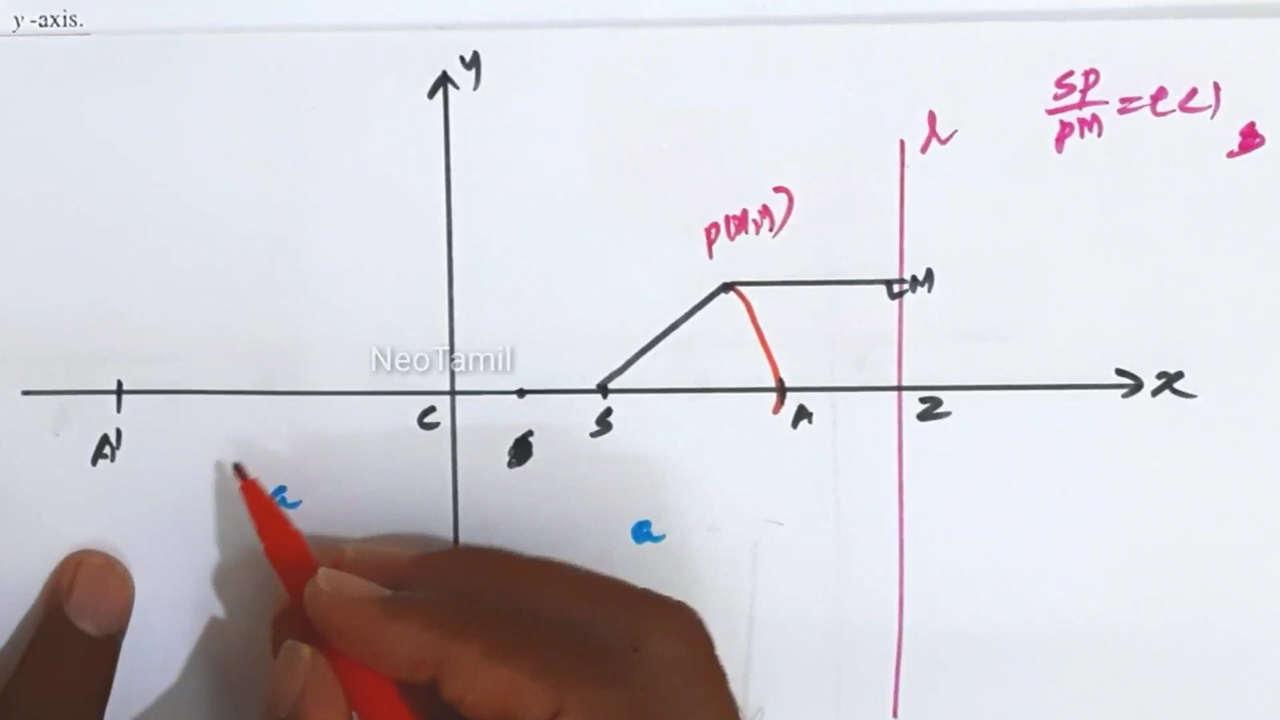 y-axis.
y
l
SP/PM = e<1
P(x,y)
M
NeoTamil
x
C
S
A
Z
A'
a
a